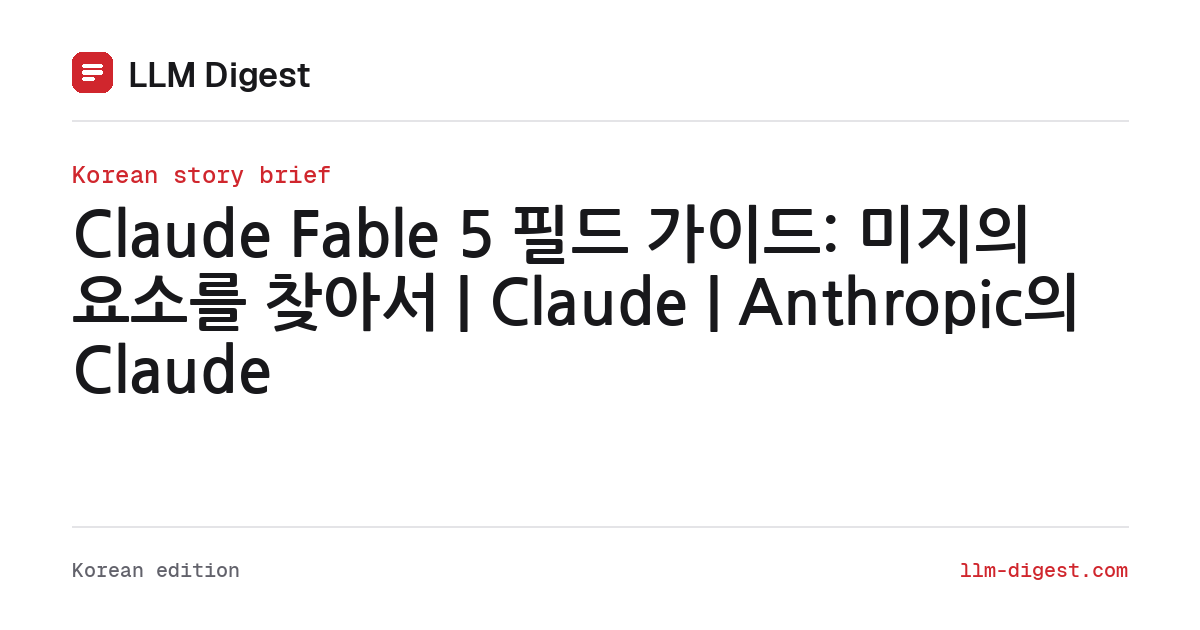 LLM Digest
Korean story brief
Claude Fable 5 필드 가이드: 미지의
요소를 찾아서 | Claude | Anthropic의
Claude
Korean edition
llm-digest.com